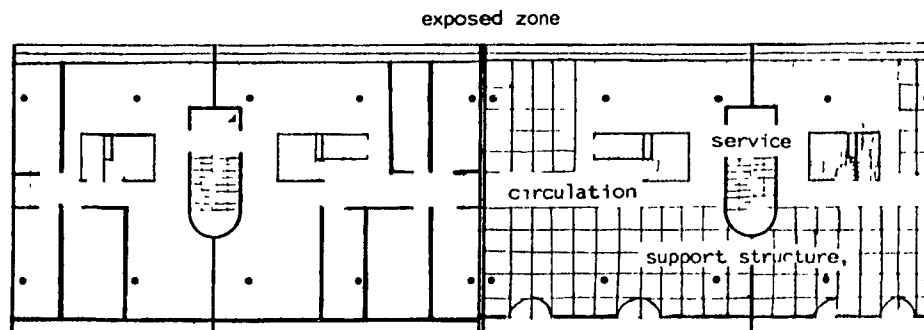 exposed zone
service
circulation
support structure,